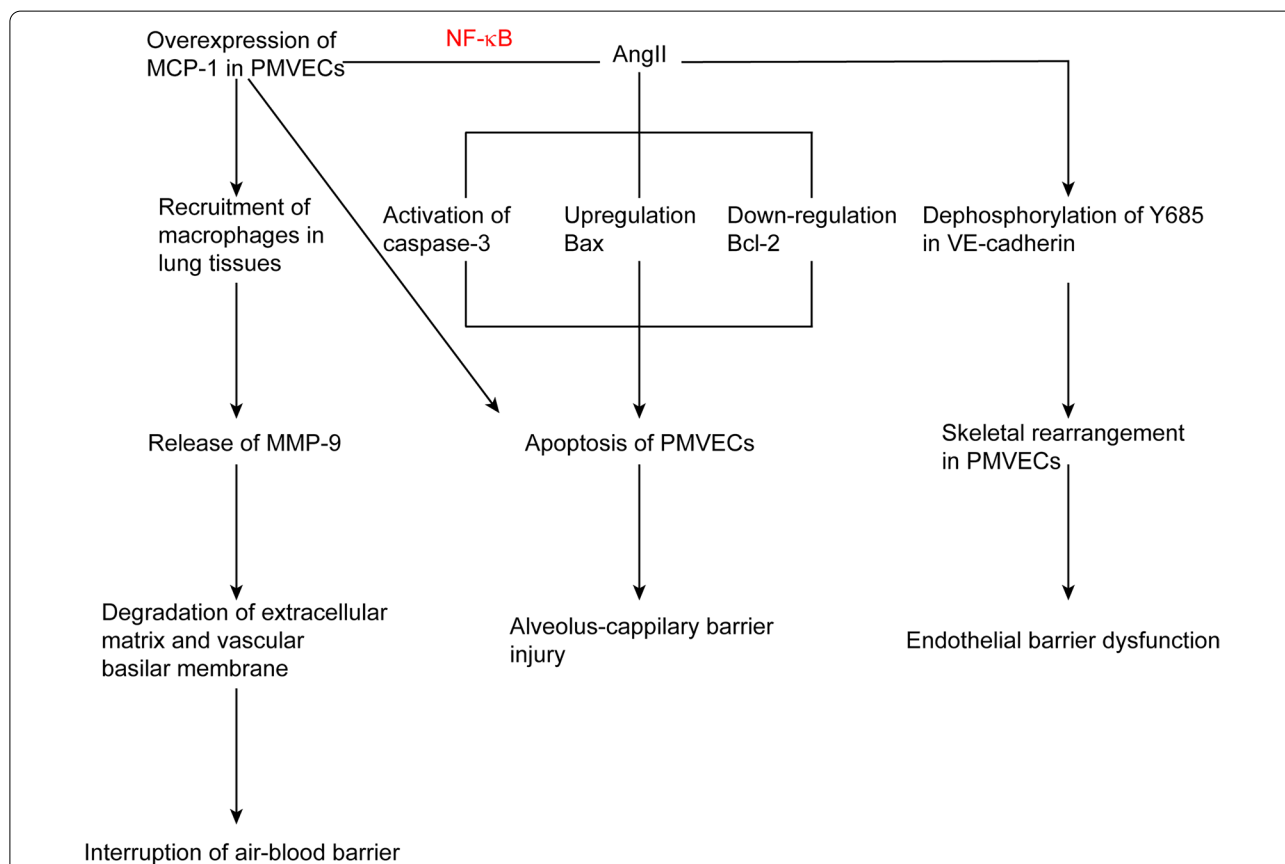 Overexpression of
MCP-1 in PMVECs
NF-κB
AngII
Recruitment of
macrophages in
lung tissues
Activation of
caspase-3
Upregulation
Bax
Down-regulation
Bcl-2
Dephosphorylation of Y685
in VE-cadherin
Release of MMP-9
Apoptosis of PMVECs
Skeletal rearrangement
in PMVECs
Degradation of extracellular
matrix and vascular
basilar membrane
Alveolus-cappilary barrier
injury
Endothelial barrier dysfunction
Interruption of air-blood barrier